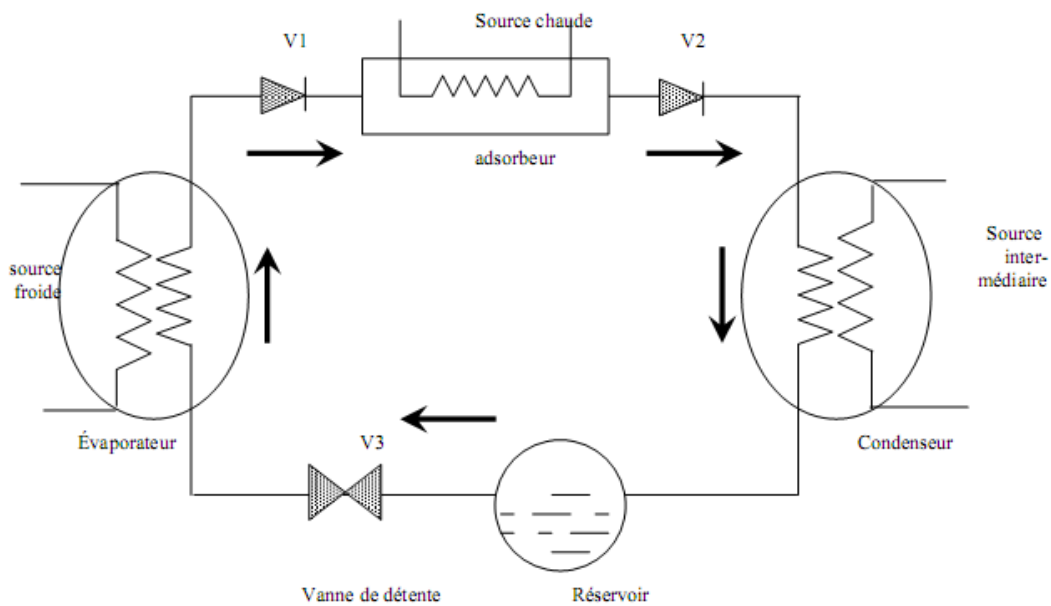 Source chaude
V1
V2
adsorbeur
source
froide
Source
inter-
médiaire
Évaporateur
V3
Condenseur
Vanne de détente
Réservoir